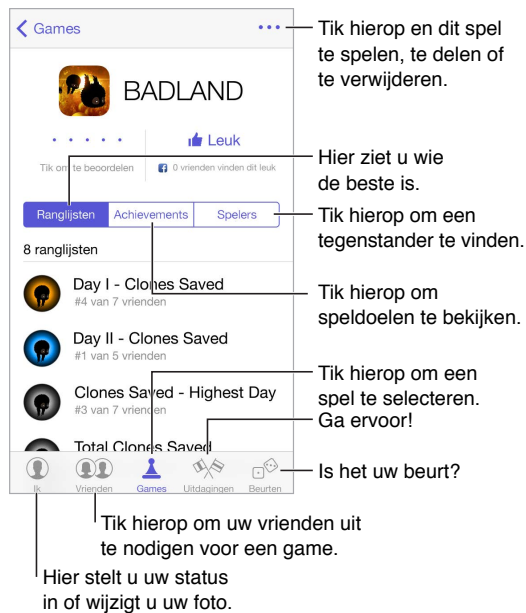 Games
Tik hierop en dit spel
te spelen, te delen of
te verwijderen.
BADLAND
Leuk
Tik om te beoordelen
0 vrienden vinden dit leuk
Hier ziet u wie
de beste is.
Ranglijsten
Achievements
Spelers
Tik hierop om een
tegenstander te vinden.
8 ranglijsten
Day I - Clones Saved
#4 van 7 vrienden
Tik hierop om
speldoelen te bekijken.
Day II - Clones Saved
#1 van 5 vrienden
Clones Saved - Highest Day
#3 van 7 vrienden
Tik hierop om een
spel te selecteren.
Total Clones Saved
Ga ervoor!
Is het uw beurt?
Ik
Vrienden
Games
Uitdagingen
Beurten
Tik hierop om uw vrienden uit
te nodigen voor een game.
Hier stelt u uw status
in of wijzigt u uw foto.